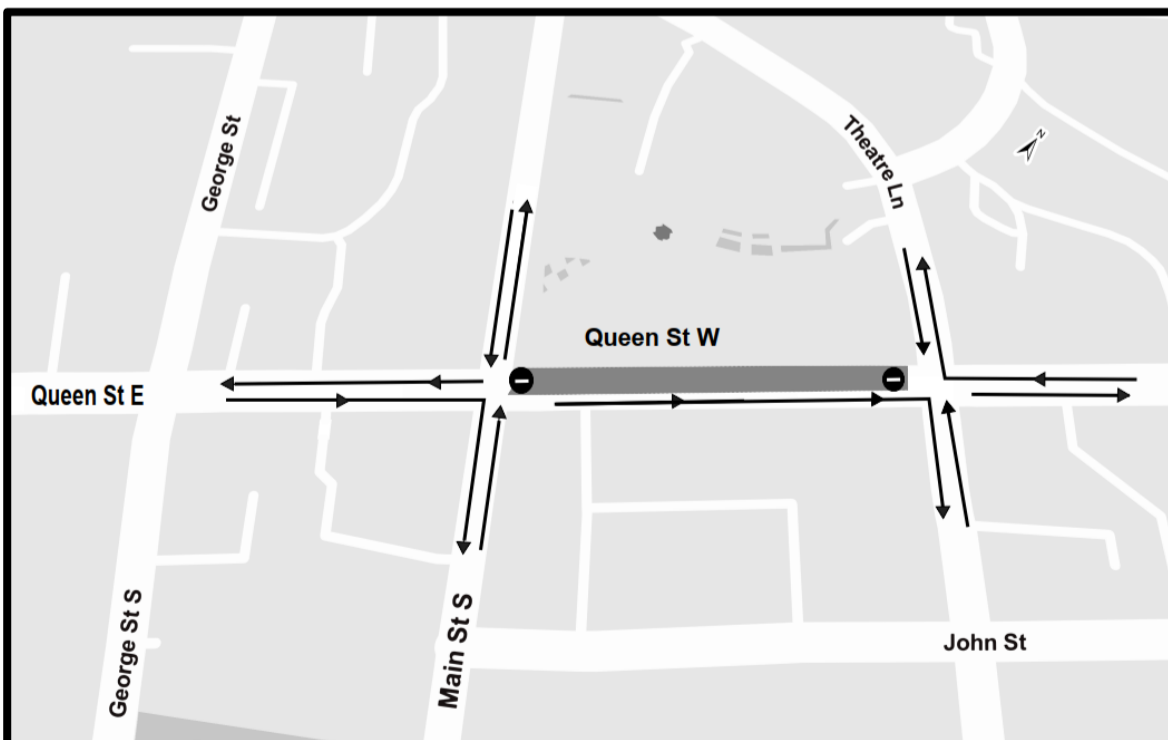 George St
Theatre Ln
N
Queen St W
Queen St E
George St S
Main St S
John St